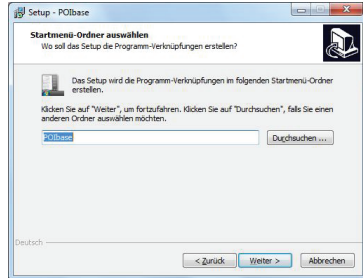 Setup - POIbase
Startmenü-Ordner auswählen
Wo soll das Setup die Programm-Verknüpfungen erstellen?
Das Setup wird die Programm-Verknüpfungen im folgenden Startmenü-Ordner
erstellen.
Klicken Sie auf "Weiter", um fortzufahren. Klicken Sie auf "Durchsuchen", falls Sie einen
anderen Ordner auswählen möchten.
POIbase
Durchsuchen ...
Deutsch
< Zurück
Weiter >
Abbrechen